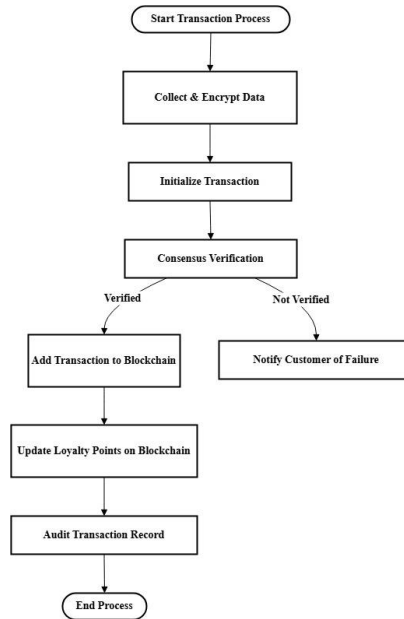 Start Transaction Process
Collect & Encrypt Data
Initialize Transaction
Consensus Verification
Verified
Not Verified
Add Transaction to Blockchain
Notify Customer of Failure
Update Loyalty Points on Blockchain
Audit Transaction Record
End Process